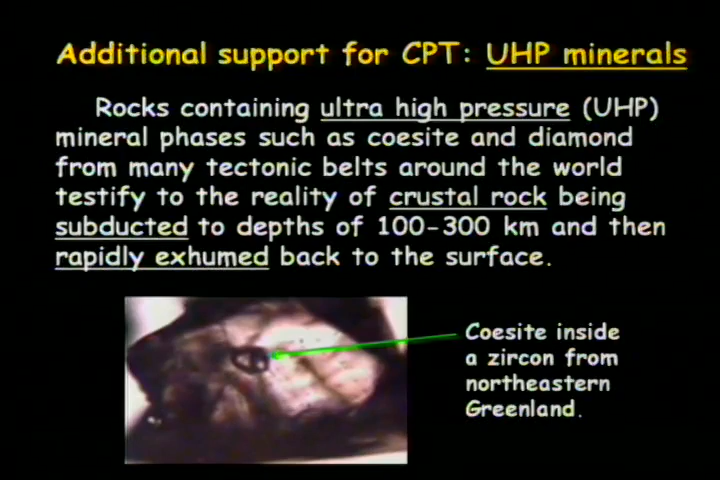 Additional support for CPT: UHP minerals
Rocks containing ultra high pressure (UHP)
mineral phases such as coesite and diamond
from many tectonic belts around the world
testify to the reality of crustal rock being
subducted to depths of 100-300 km and then
rapidly exhumed back to the surface.
Coesite inside
a zircon from
northeastern
Greenland.